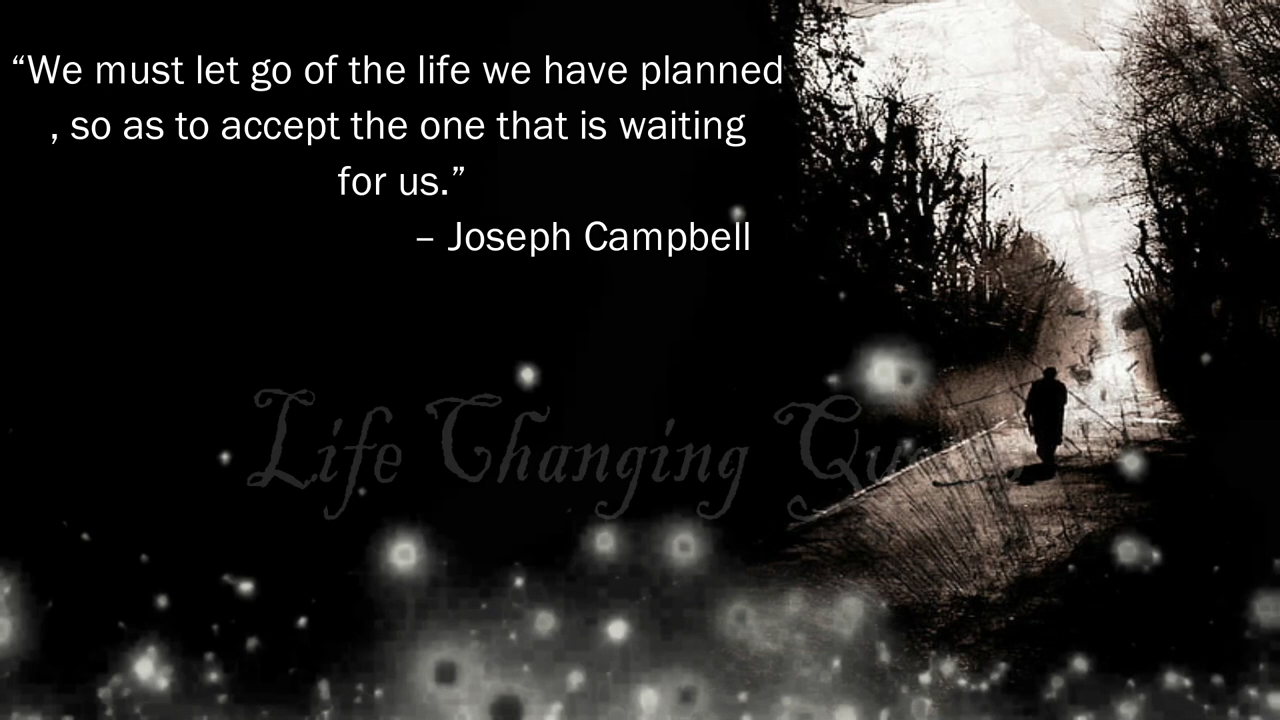 “We must let go of the life we have planned
, so as to accept the one that is waiting
for us.”
– Joseph Campbell
Life Changing